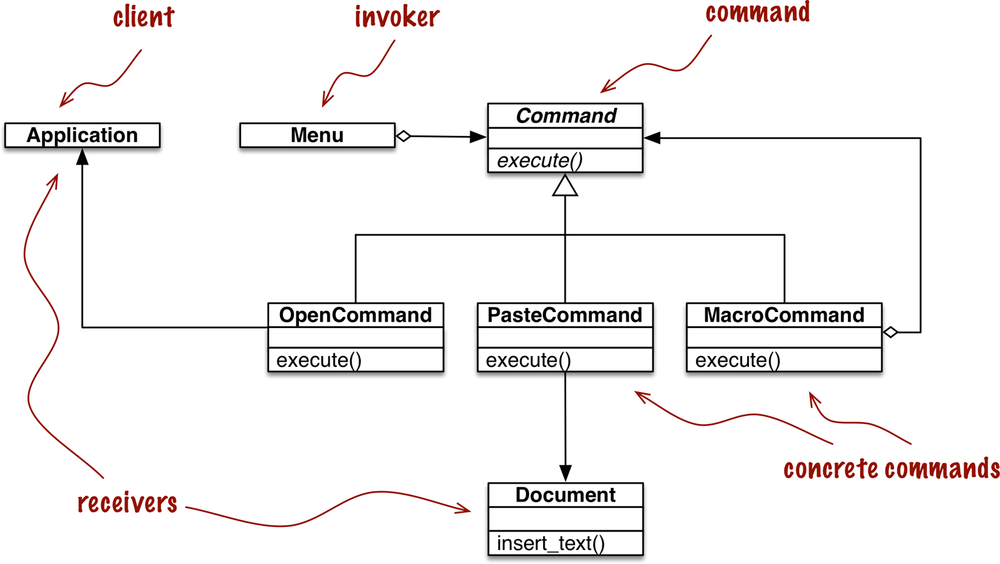 client
invoker
command
Application
Menu
Command
execute()
OpenCommand
execute()
PasteCommand
execute()
MacroCommand
execute()
concrete commands
receivers
Document
insert_text()